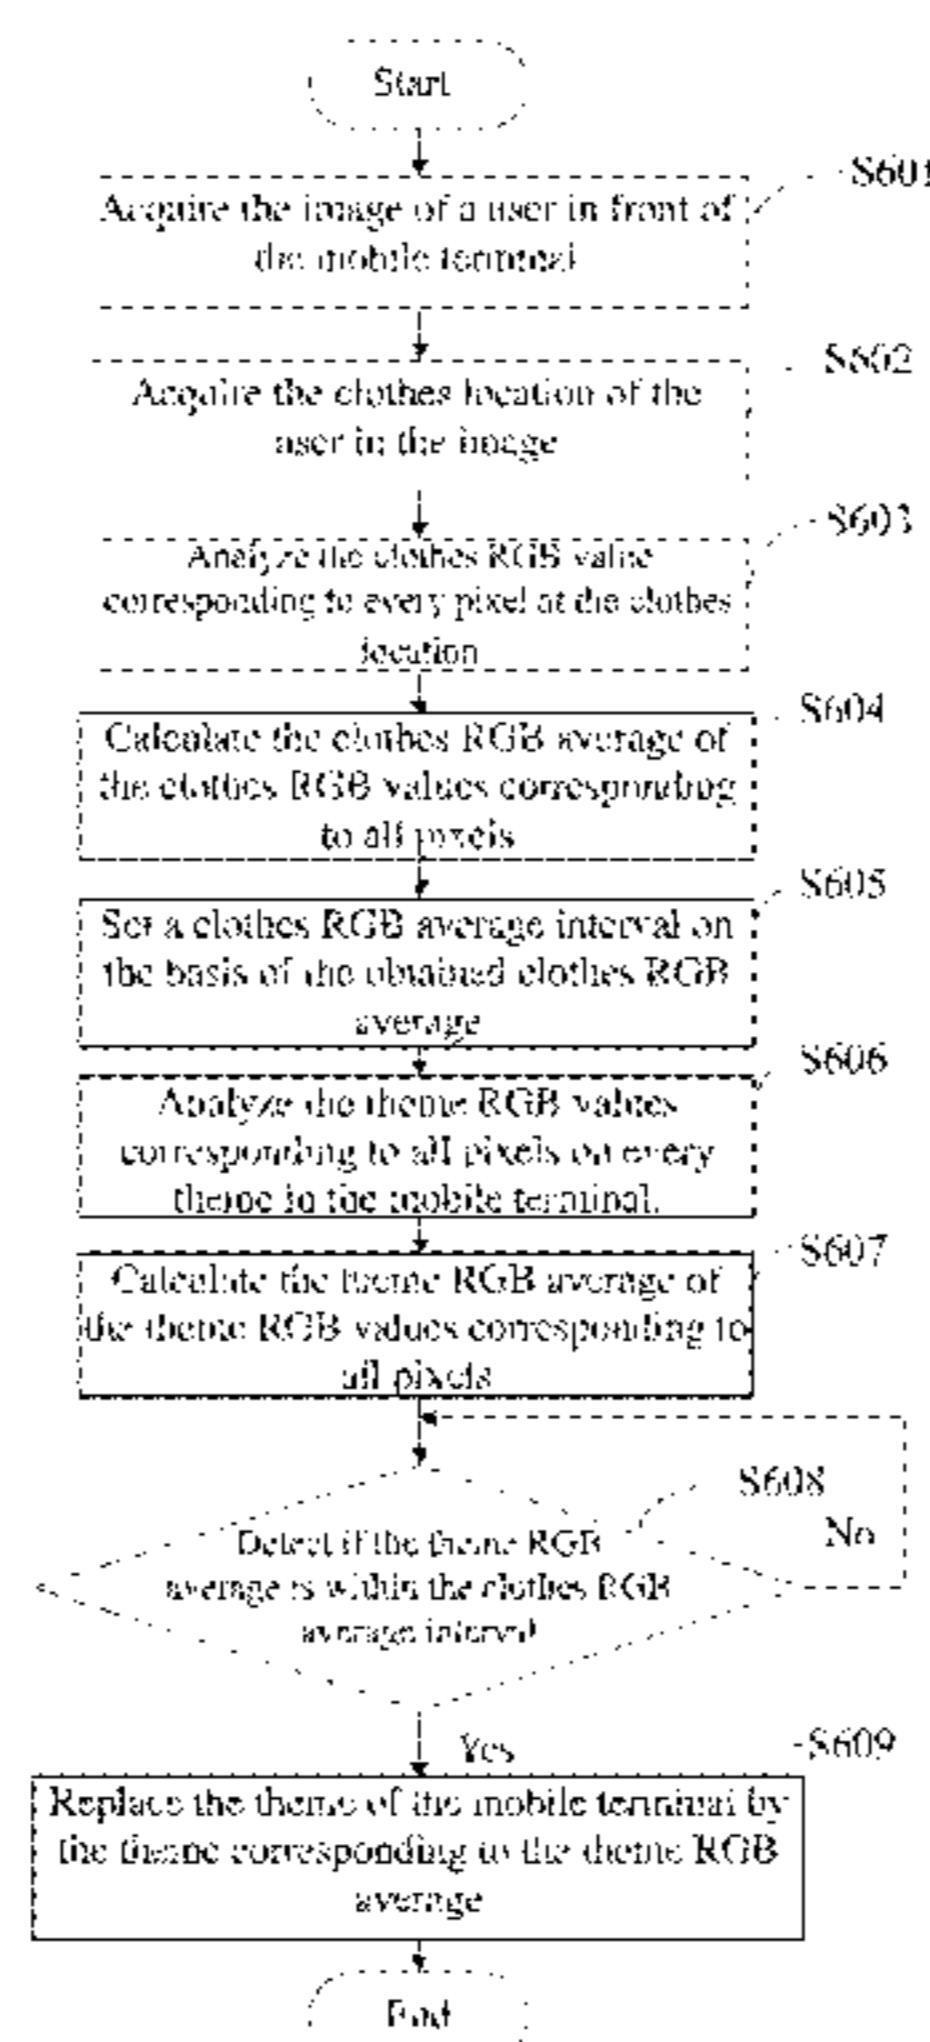 Start
S601
Acquire the image of a user in front of
the mobile terminal
S602
Acquire the clothes location of the
user in the image
S603
Analyze the clothes RGB value
corresponding to every pixel at the clothes
location
S604
Calculate the clothes RGB average of
the clothes RGB values corresponding
to all pixels
S605
Set a clothes RGB average interval on
the basis of the obtained clothes RGB
average
S606
Analyze the theme RGB values
corresponding to all pixels on every
theme in the mobile terminal.
S607
Calculate the theme RGB average of
the theme RGB values corresponding to
all pixels
S608
No
Detect if the theme RGB
average is within the clothes RGB
average interval
Yes
S609
Replace the theme of the mobile terminal by
the theme corresponding to the theme RGB
average
End